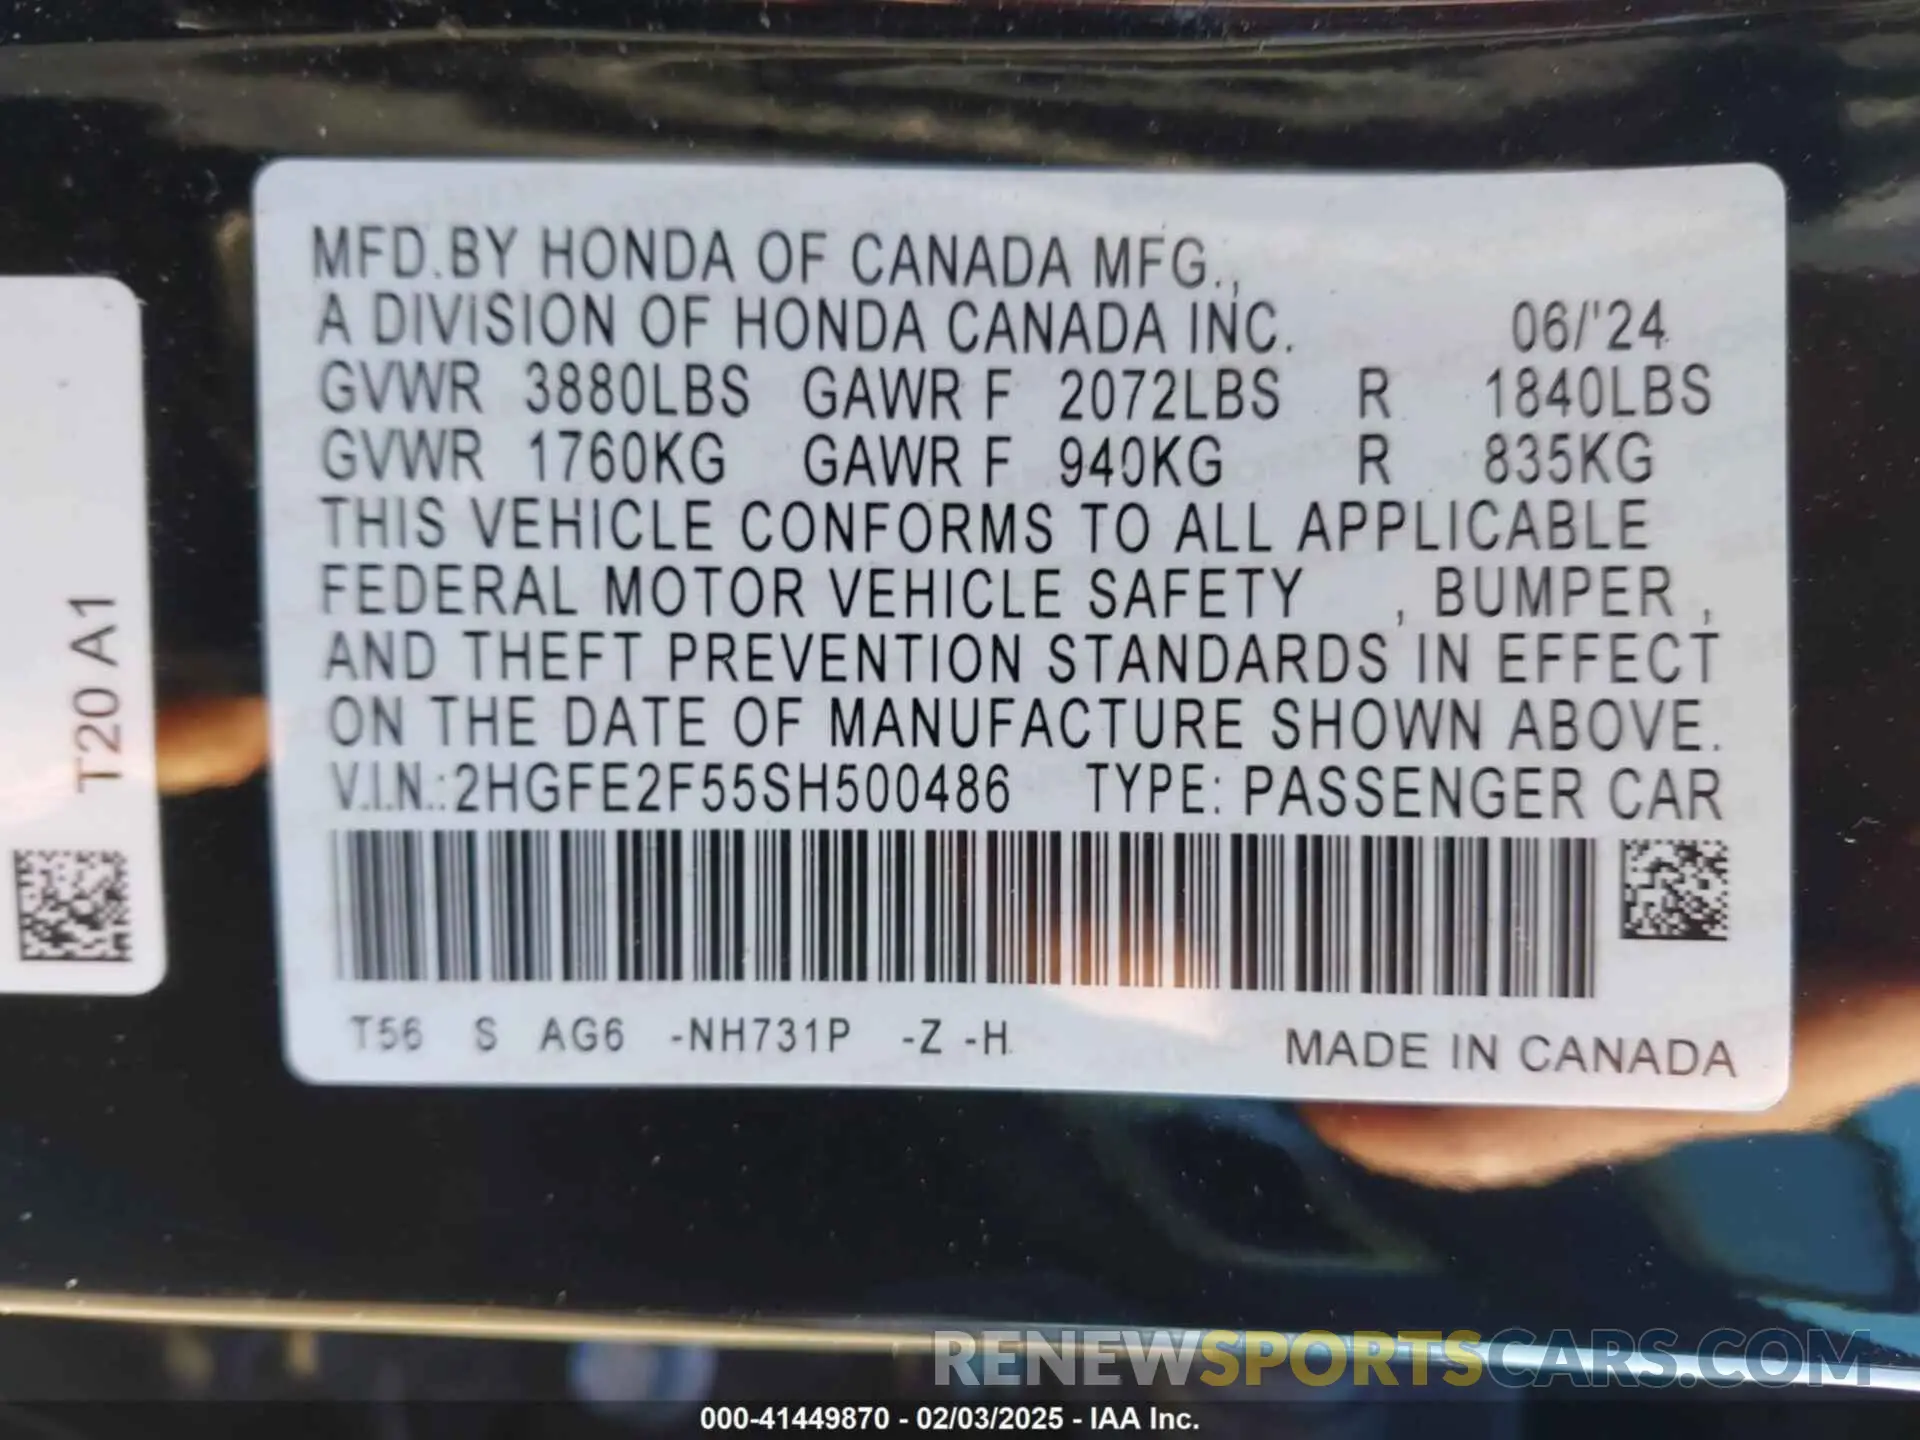 MFD.BY HONDA OF CANADA MFG.,
A DIVISION OF HONDA CANADA INC. 06/'24
GVWR 3880LBS GAWR F 2072LBS R 1840LBS
GVWR 1760KG GAWR F 940KG R 835KG
THIS VEHICLE CONFORMS TO ALL APPLICABLE
FEDERAL MOTOR VEHICLE SAFETY , BUMPER ,
AND THEFT PREVENTION STANDARDS IN EFFECT
ON THE DATE OF MANUFACTURE SHOWN ABOVE.
V.I.N.:2HGFE2F55SH500486 TYPE: PASSENGER CAR
T56 S AG6 -NH731P -Z -H MADE IN CANADA
T20 A1
RENEWSPORTSCARS.COM
000-41449870 - 02/03/2025 - IAA Inc.